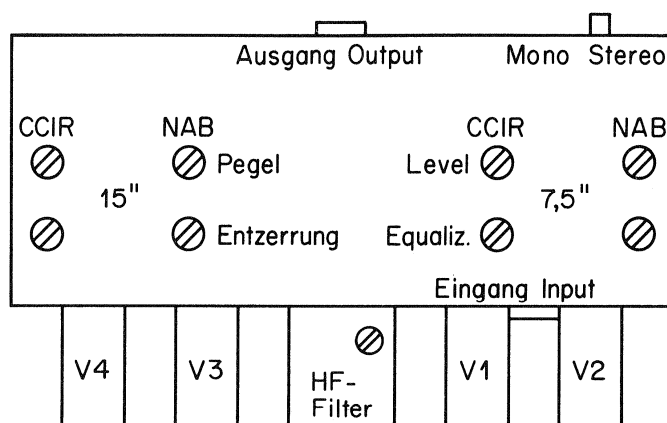 Ausgang Output Mono Stereo
CCIR NAB CCIR NAB
Pegel Level
15" 7,5"
Entzerrung Equaliz.
Eingang Input
V4 V3 V1 V2
HF-
Filter